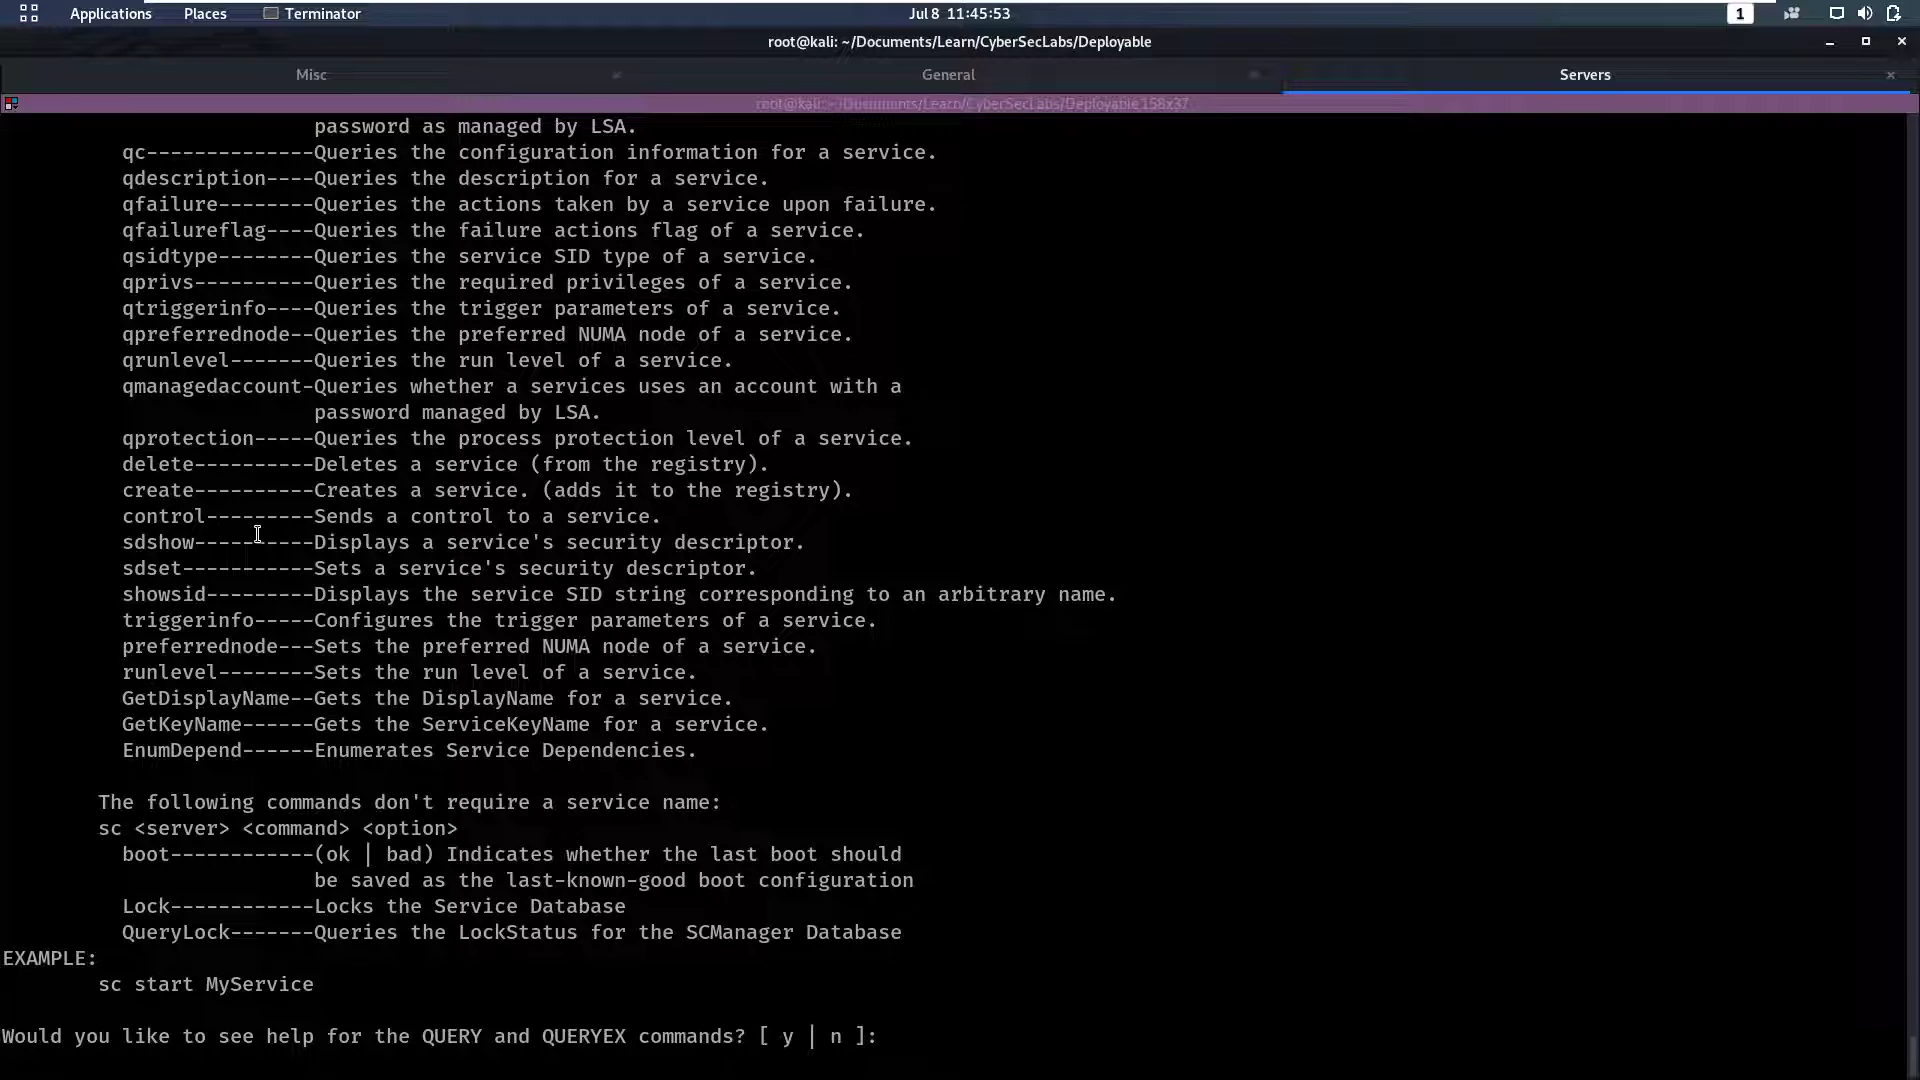 Applications Places Terminator Jul 8 11:45:53 1
root@kali: ~/Documents/Learn/CyberSecLabs/Deployable
Misc General Servers
root@kali: ~/Documents/Learn/CyberSecLabs/Deployable 158x37
password as managed by LSA.
qc--------------Queries the configuration information for a service.
qdescription----Queries the description for a service.
qfailure--------Queries the actions taken by a service upon failure.
qfailureflag----Queries the failure actions flag of a service.
qsidtype--------Queries the service SID type of a service.
qprivs----------Queries the required privileges of a service.
qtriggerinfo----Queries the trigger parameters of a service.
qpreferrednode--Queries the preferred NUMA node of a service.
qrunlevel-------Queries the run level of a service.
qmanagedaccount-Queries whether a services uses an account with a
password managed by LSA.
qprotection-----Queries the process protection level of a service.
delete----------Deletes a service (from the registry).
create----------Creates a service. (adds it to the registry).
control---------Sends a control to a service.
sdshow----------Displays a service's security descriptor.
sdset-----------Sets a service's security descriptor.
showsid---------Displays the service SID string corresponding to an arbitrary name.
triggerinfo-----Configures the trigger parameters of a service.
preferrednode---Sets the preferred NUMA node of a service.
runlevel--------Sets the run level of a service.
GetDisplayName--Gets the DisplayName for a service.
GetKeyName------Gets the ServiceKeyName for a service.
EnumDepend------Enumerates Service Dependencies.
The following commands don't require a service name:
sc <server> <command> <option>
boot------------(ok | bad) Indicates whether the last boot should
be saved as the last-known-good boot configuration
Lock------------Locks the Service Database
QueryLock-------Queries the LockStatus for the SCManager Database
EXAMPLE:
sc start MyService
Would you like to see help for the QUERY and QUERYEX commands? [ y | n ]: